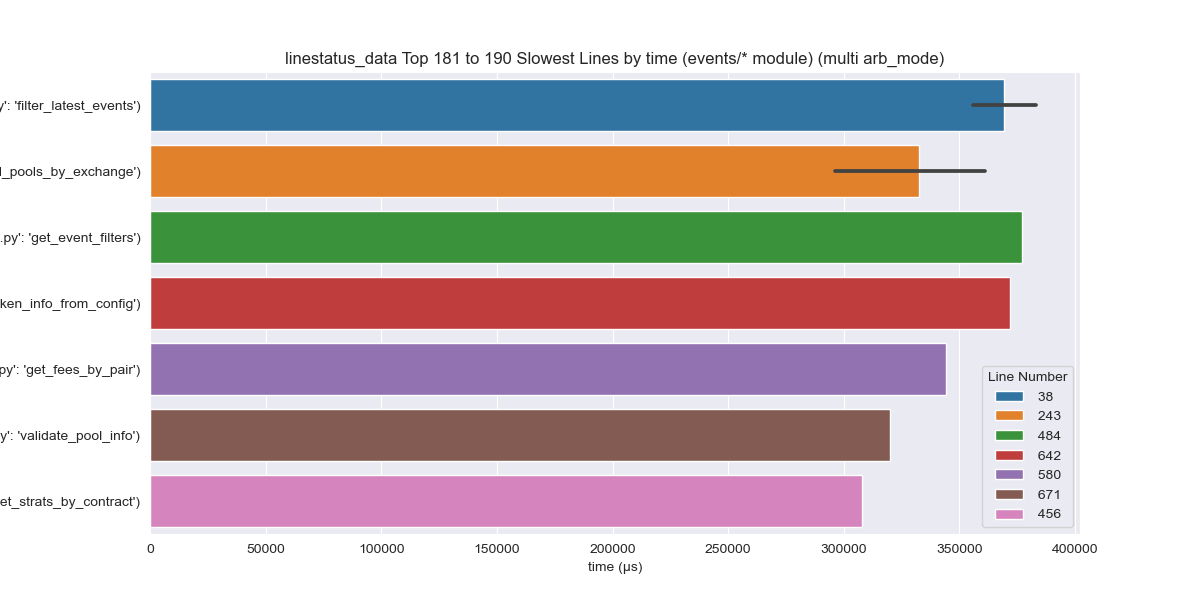 linestatus_data Top 181 to 190 Slowest Lines by time (events/* module) (multi arb_mode)
y': 'filter_latest_events')
l_pools_by_exchange')
.py': 'get_event_filters')
ken_info_from_config')
py': 'get_fees_by_pair')
y': 'validate_pool_info')
et_strats_by_contract')
Line Number
38
243
484
642
580
671
456
0 50000 100000 150000 200000 250000 300000 350000 400000
time (µs)